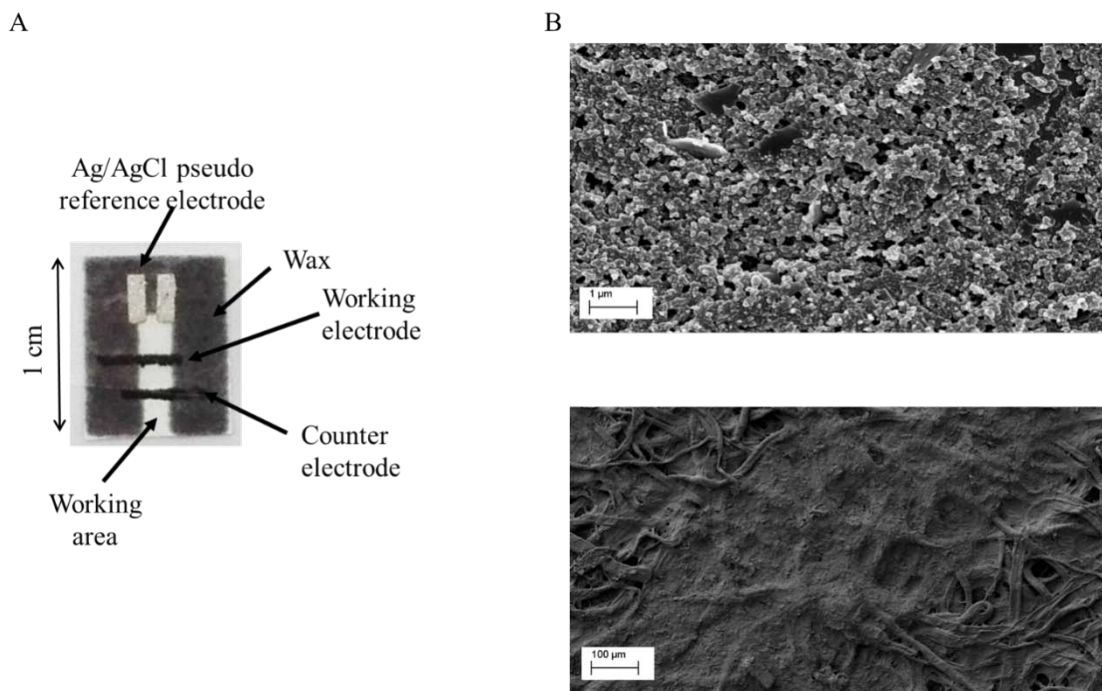 A
B
Ag/AgCl pseudo
reference electrode
Wax
Working
electrode
1 cm
Counter
electrode
Working
area
1 µm
100 µm